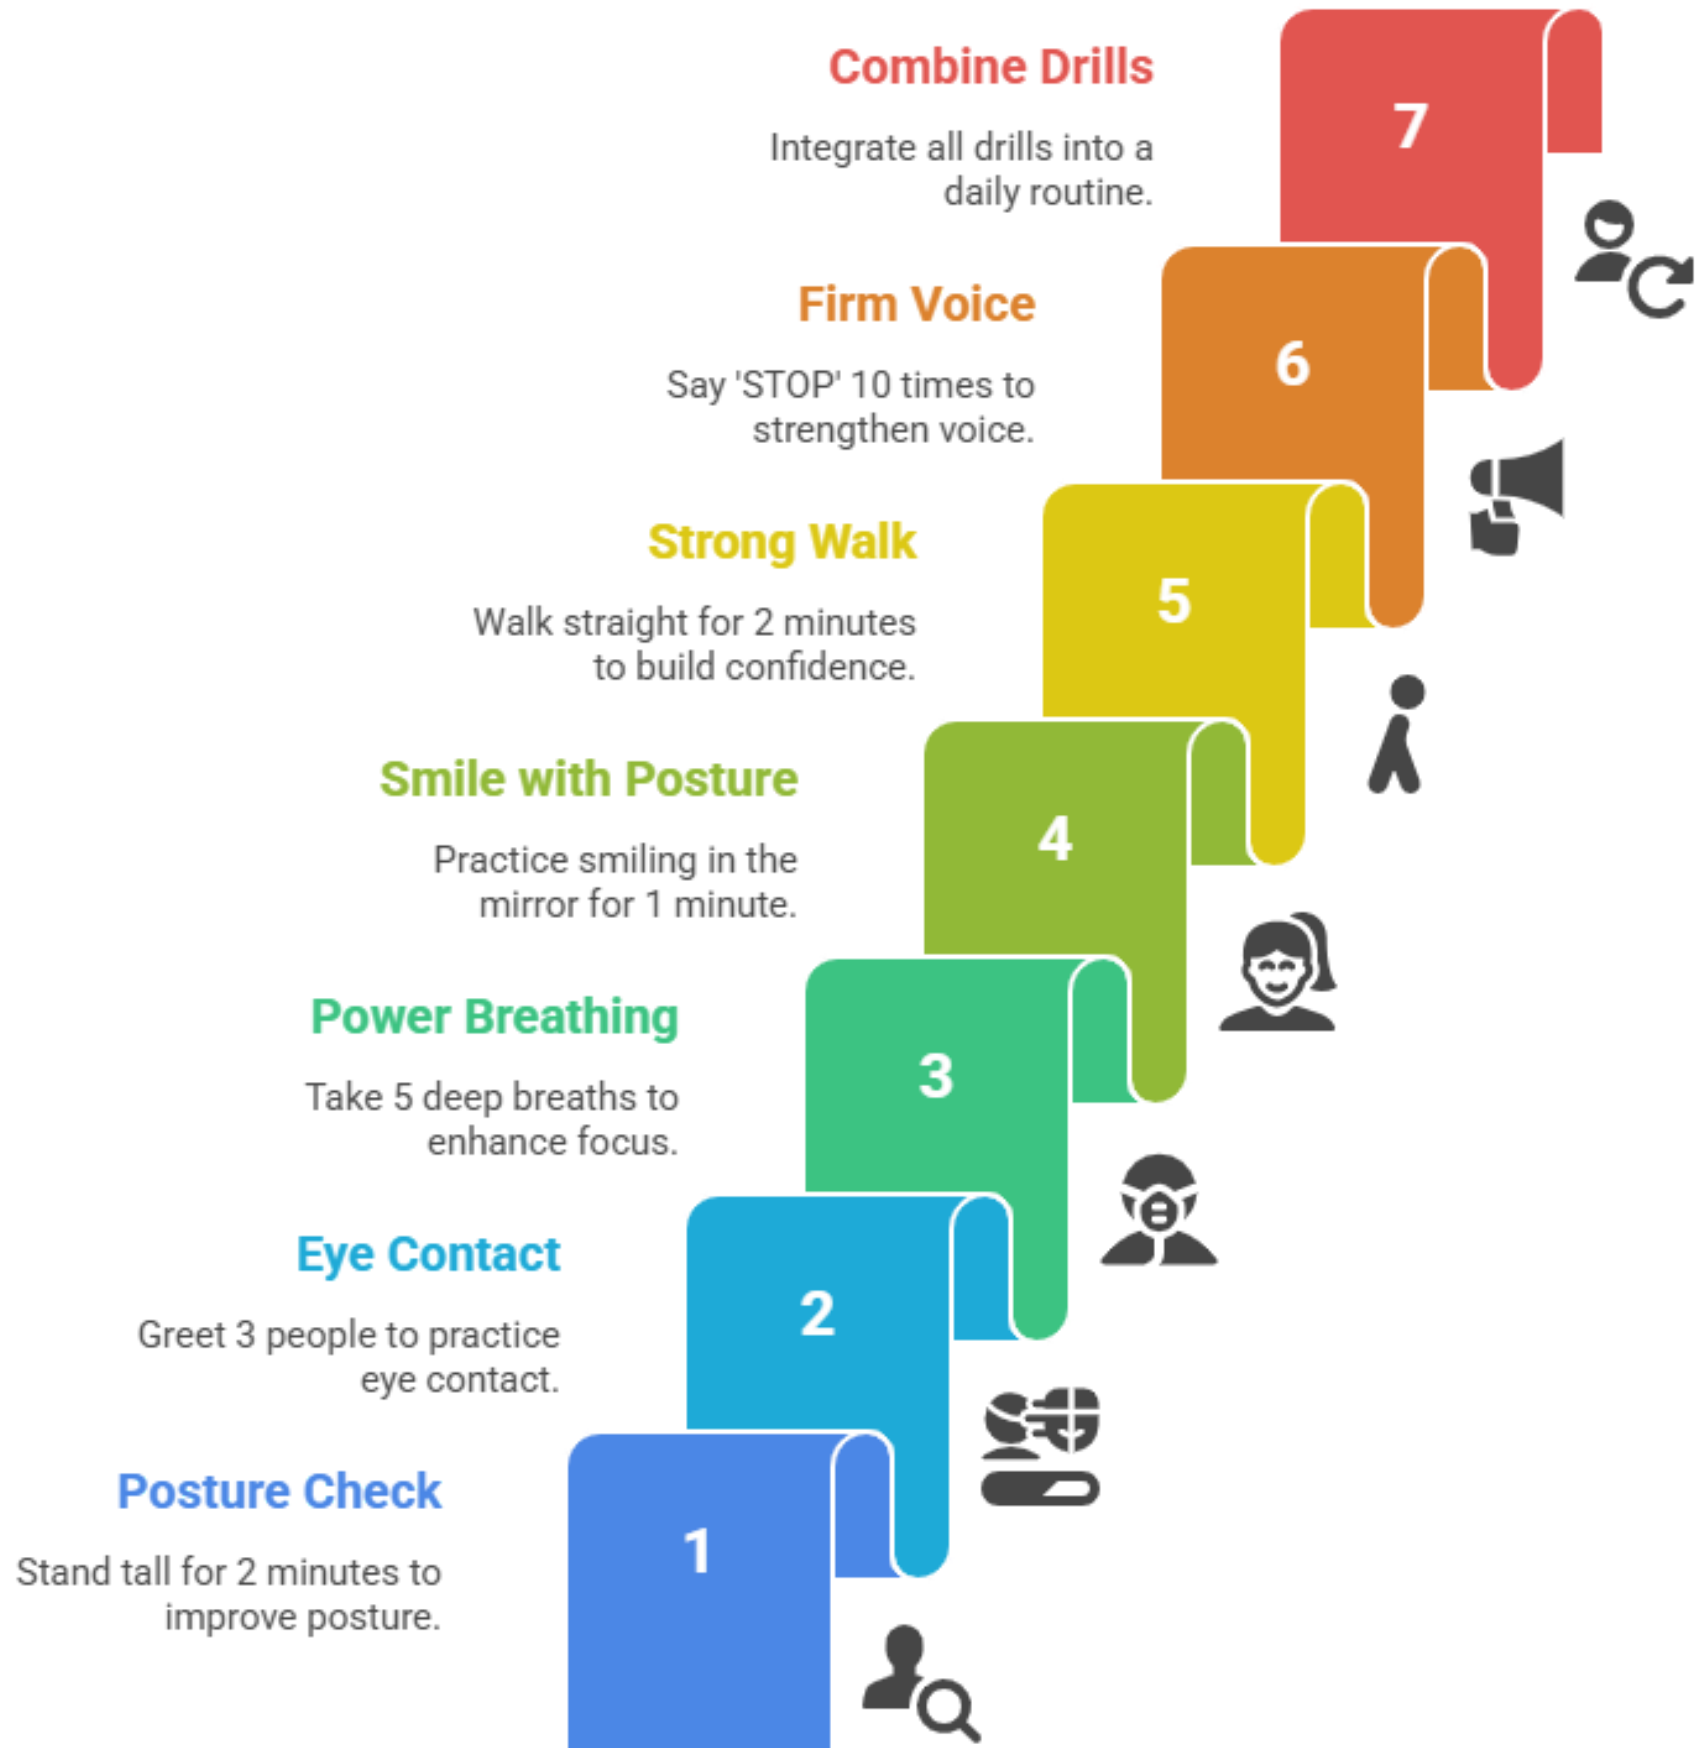 Combine Drills
Integrate all drills into a
daily routine.
7
Firm Voice
Say 'STOP' 10 times to
strengthen voice.
6
Strong Walk
Walk straight for 2 minutes
to build confidence.
5
Smile with Posture
Practice smiling in the
mirror for 1 minute.
4
Power Breathing
Take 5 deep breaths to
enhance focus.
3
Eye Contact
Greet 3 people to practice
eye contact.
2
Posture Check
Stand tall for 2 minutes to
improve posture.
1